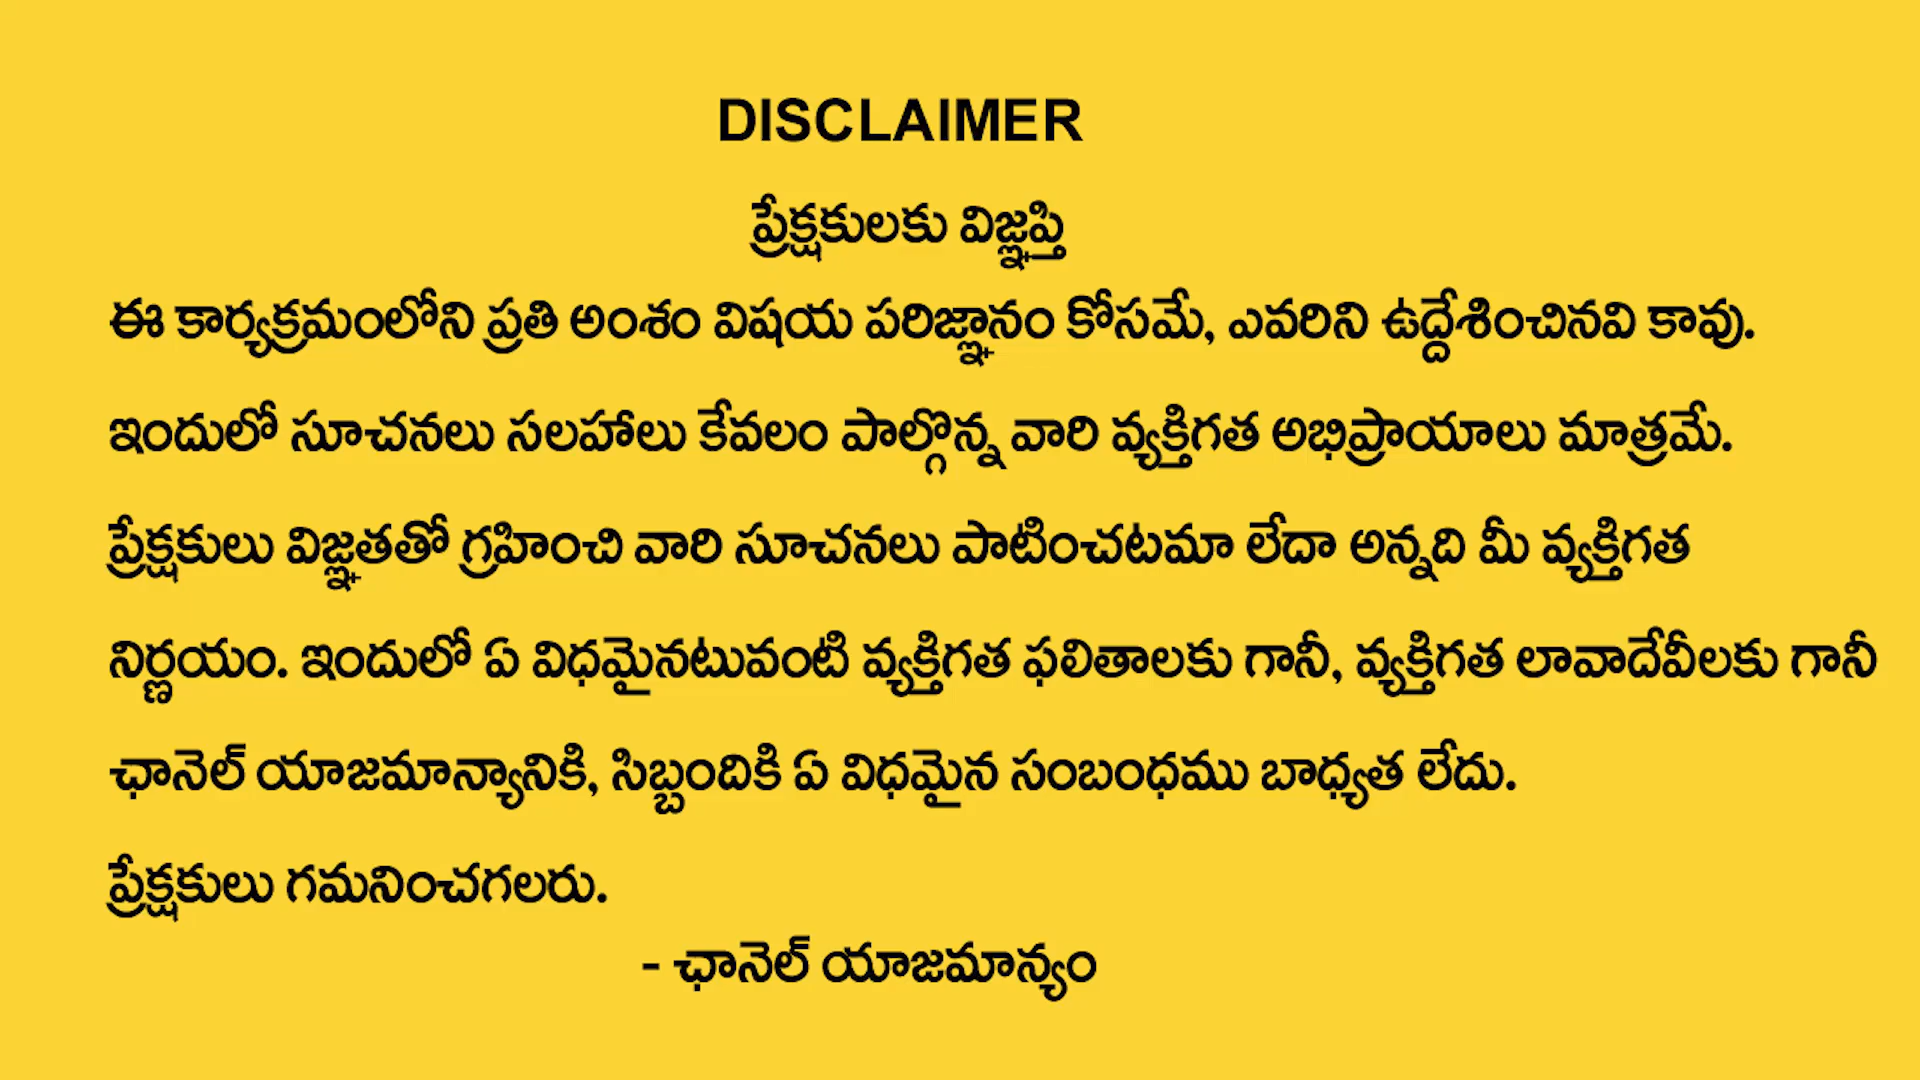 DISCLAIMER
ప్రేక్షకులకు విజ్ఞప్తి
ఈ కార్యక్రమంలోని ప్రతి అంశం విషయ పరిజ్ఞానం కోసమే, ఎవరిని ఉద్దేశించినవి కావు.
ఇందులో సూచనలు సలహాలు కేవలం పాల్గొన్న వారి వ్యక్తిగత అభిప్రాయాలు మాత్రమే.
ప్రేక్షకులు విజ్ఞతతో గ్రహించి వారి సూచనలు పాటించటమా లేదా అన్నది మీ వ్యక్తిగత
నిర్ణయం. ఇందులో ఏ విధమైనటువంటి వ్యక్తిగత ఫలితాలకు గానీ, వ్యక్తిగత లావాదేవీలకు గానీ
ఛానెల్ యాజమాన్యానికి, సిబ్బందికి ఏ విధమైన సంబంధము బాధ్యత లేదు.
ప్రేక్షకులు గమనించగలరు.
- ఛానెల్ యాజమాన్యం